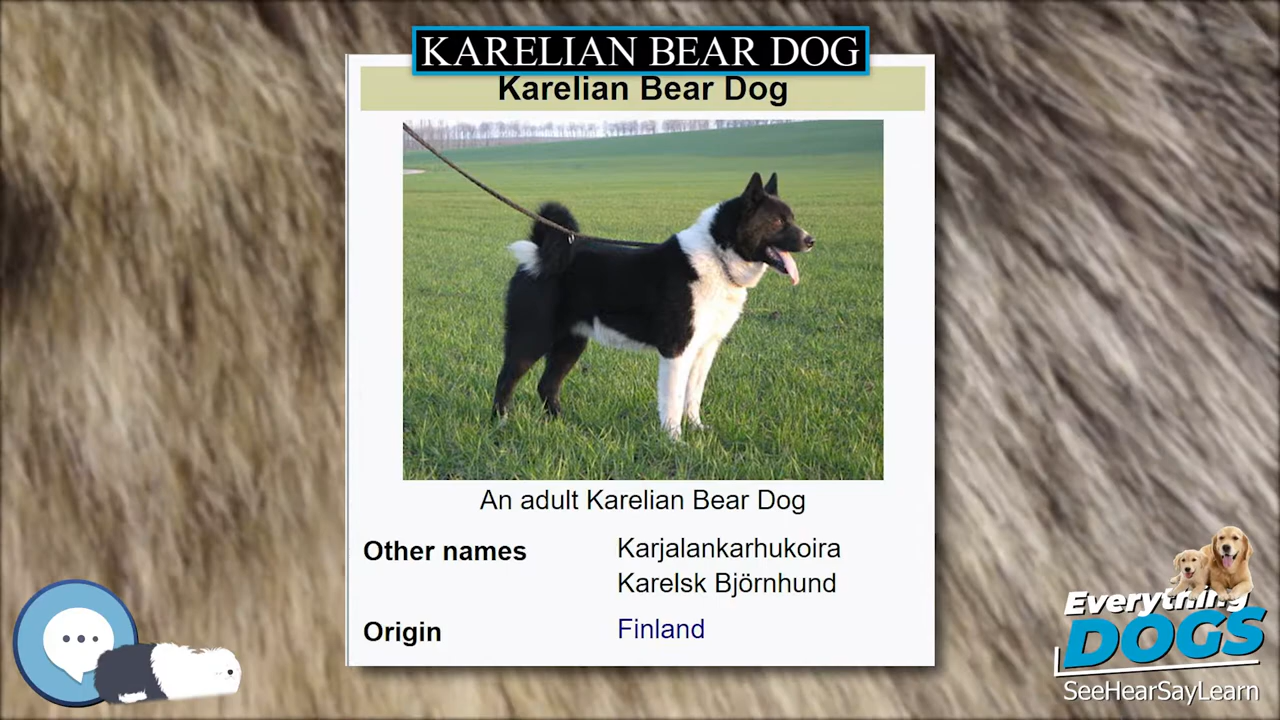 KARELIAN BEAR DOG
Karelian Bear Dog
An adult Karelian Bear Dog
Other names
Karjalankarhukoira
Karelsk Björnhund
Origin
Finland
Everything
DOGS
SeeHearSayLearn